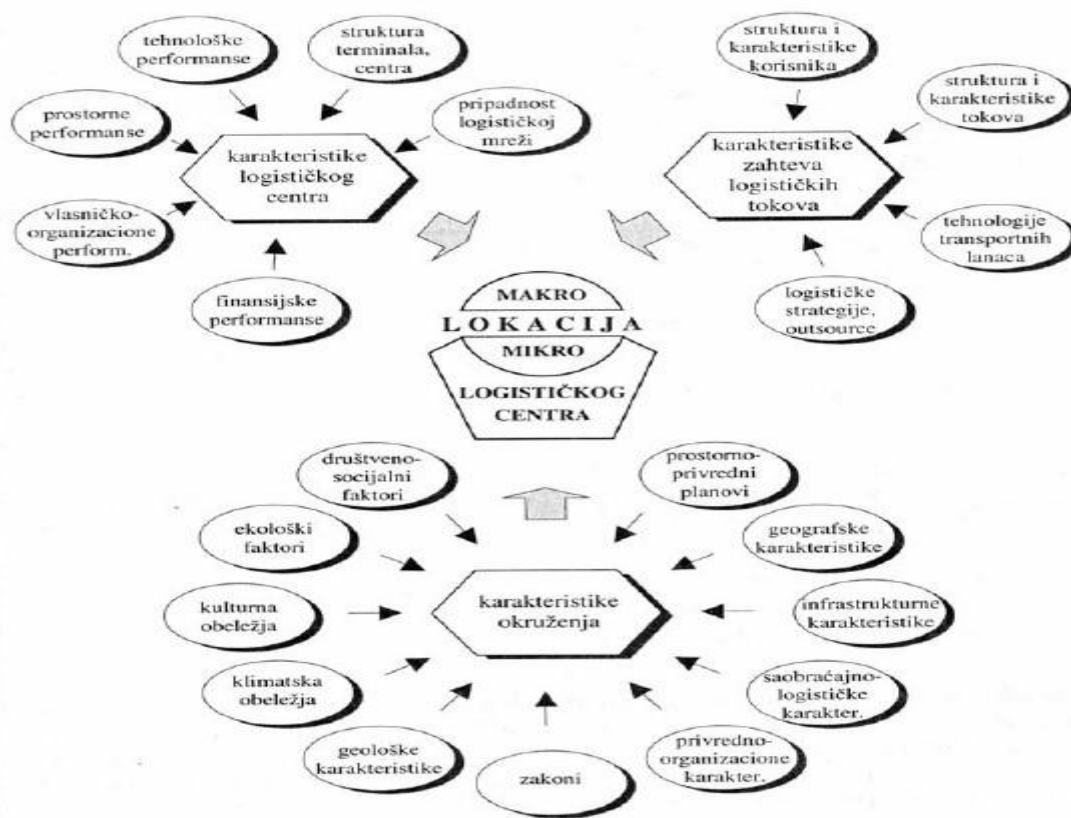 tehnološke
performanse
struktura
terminala,
centra
prostorne
performanse
pripadnost
logističkoj
mreži
karakteristike
logističkog
centra
vlasničko-
organizacione
perform.
finansijske
performanse
struktura i
karakteristike
korisnika
struktura i
karakteristike
tokova
karakteristike
zahteva
logističkih
tokova
tehnologije
transportnih
lanaca
logističke
strategije,
outsource
MAKRO
LOKACIJA
MIKRO
LOGISTIČKOG
CENTRA
društveno-
socijalni
faktori
prostorno-
privredni
planovi
ekološki
faktori
geografske
karakteristike
kulturna
obeležja
karakteristike
okruženja
infrastrukturne
karakteristike
klimatska
obeležja
saobraćajno-
logističke
karakter.
geološke
karakteristike
zakoni
privredno-
organizacione
karakter.